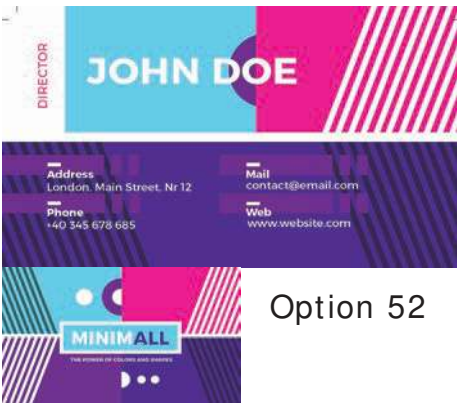 DIRECTOR
JOHN DOE
Address
London, Main Street, Nr 12
Phone
+40 345 678 685
Mail
contact@email.com
Web
www.website.com
MINIMALL
THE POWER OF COLORS AND SHAPES
Option 52